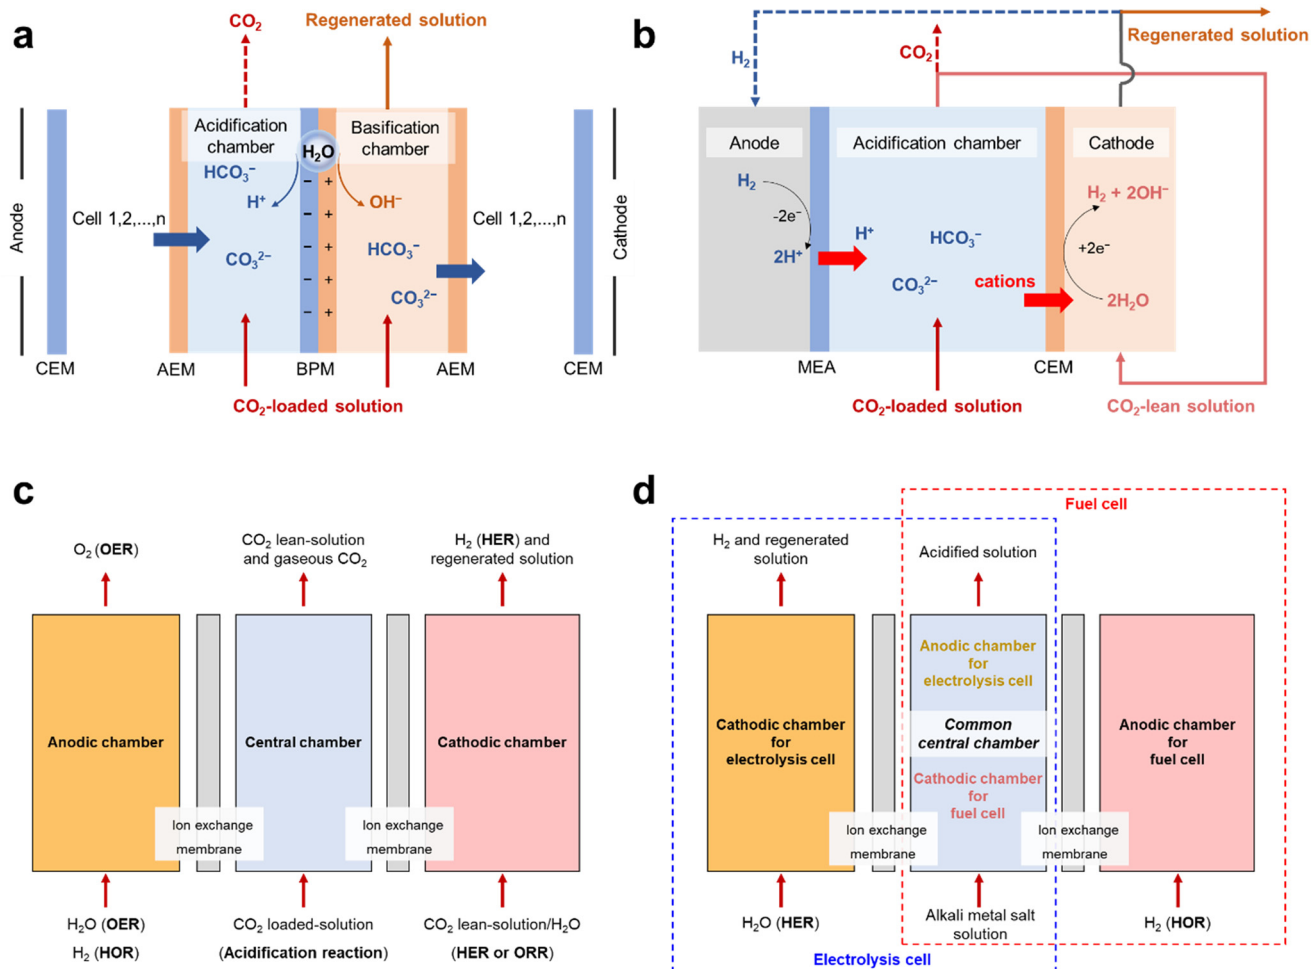 a
CO₂
Regenerated solution
Acidification
chamber
Basification
chamber
H₂O
HCO₃⁻
H⁺
OH⁻
Cell 1,2,...,n
Cell 1,2,...,n
HCO₃⁻
CO₃²⁻
CO₃²⁻
Anode
Cathode
−
+
−
+
−
+
−
+
−
+
CEM
AEM
BPM
AEM
CEM
CO₂-loaded solution
b
Regenerated solution
H₂
CO₂
Anode
Acidification chamber
Cathode
H₂
-2e⁻
2H⁺
H⁺
HCO₃⁻
CO₃²⁻
cations
H₂ + 2OH⁻
+2e⁻
2H₂O
MEA
CEM
CO₂-loaded solution
CO₂-lean solution
c
O₂ (OER)
CO₂ lean-solution
and gaseous CO₂
H₂ (HER) and
regenerated solution
Anodic chamber
Central chamber
Cathodic chamber
Ion exchange
membrane
Ion exchange
membrane
H₂O (OER)
H₂ (HOR)
CO₂ loaded-solution
(Acidification reaction)
CO₂ lean-solution/H₂O
(HER or ORR)
d
Fuel cell
H₂ and regenerated
solution
Acidified solution
Cathodic chamber
for
electrolysis cell
Anodic chamber
for
electrolysis cell
Common
central chamber
Cathodic chamber
for
fuel cell
Anodic chamber
for
fuel cell
Ion exchange
membrane
Ion exchange
membrane
H₂O (HER)
Alkali metal salt
solution
H₂ (HOR)
Electrolysis cell